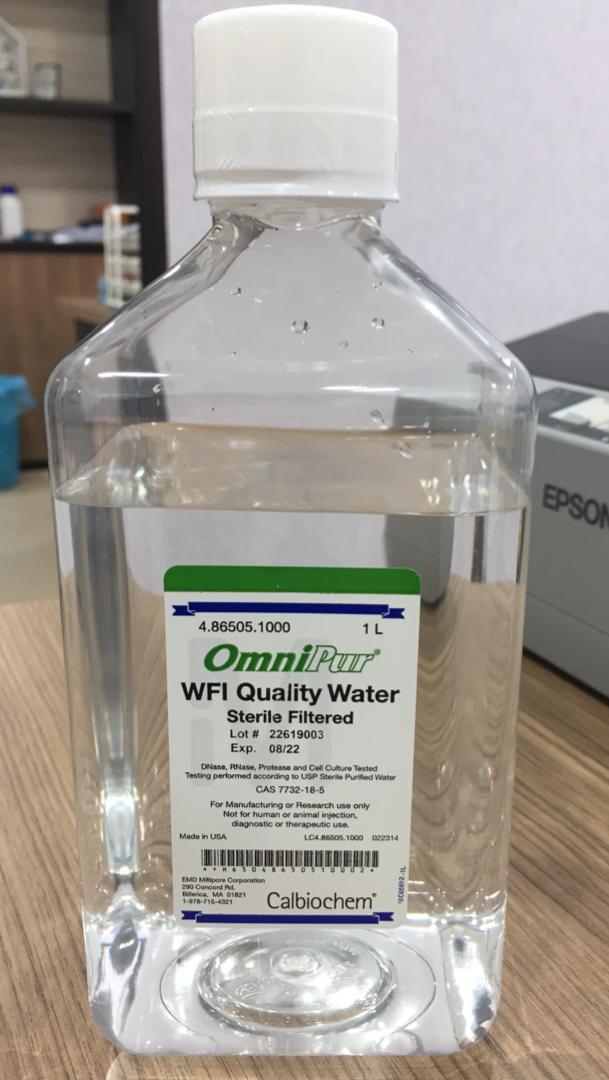 4.86505.1000 1 L
OmniPur®
WFI Quality Water
Sterile Filtered
Lot # 22619003
Exp. 08/22
DNase, RNase, Protease and Cell Culture Tested
Testing performed according to USP Sterile Purified Water
CAS 7732-18-5
For Manufacturing or Research use only
Not for human or animal injection,
diagnostic or therapeutic use.
Made in USA LC4.86505.1000 022314
EMD Millipore Corporation
290 Concord Rd.
Billerica, MA 01821
1-978-715-4321
Calbiochem®
EPSON